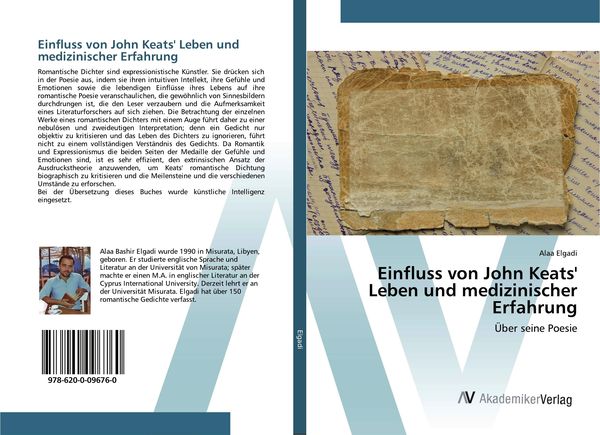 Einfluss von John Keats' Leben und
medizinischer Erfahrung
Romantische Dichter sind expressionistische Künstler. Sie drücken sich
in der Poesie aus, indem sie ihren intuitiven Intellekt, ihre Gefühle und
Emotionen sowie die lebendigen Einflüsse ihres Lebens auf ihre
romantische Poesie veranschaulichen, die gewöhnlich von Sinnesbildern
durchdrungen ist, die den Leser verzaubern und die Aufmerksamkeit
eines Literaturforschers auf sich ziehen. Die Betrachtung der einzelnen
Werke eines romantischen Dichters mit einem Auge führt daher zu einer
nebulösen und zweideutigen Interpretation; denn ein Gedicht nur
objektiv zu kritisieren und das Leben des Dichters zu ignorieren, führt
nicht zu einem vollständigen Verständnis des Gedichts. Da Romantik
und Expressionismus die beiden Seiten der Medaille der Gefühle und
Emotionen sind, ist es sehr effizient, den extrinsischen Ansatz der
Ausdruckstheorie anzuwenden, um Keats' romantische Dichtung
biographisch zu kritisieren und die Meilensteine und die verschiedenen
Umstände zu erforschen.
Bei der Übersetzung dieses Buches wurde künstliche Intelligenz
eingesetzt.
Alaa Bashir Elgadi wurde 1990 in Misurata, Libyen,
geboren. Er studierte englische Sprache und
Literatur an der Universität von Misurata; später
machte er einen M.A. in englischer Literatur an der
Cyprus International University. Derzeit lehrt er an
der Universität Misurata. Elgadi hat über 150
romantische Gedichte verfasst.
978-620-0-09676-0
Elgadi
Alaa Elgadi
Einfluss von John Keats'
Leben und medizinischer
Erfahrung
Über seine Poesie
AV AkademikerVerlag